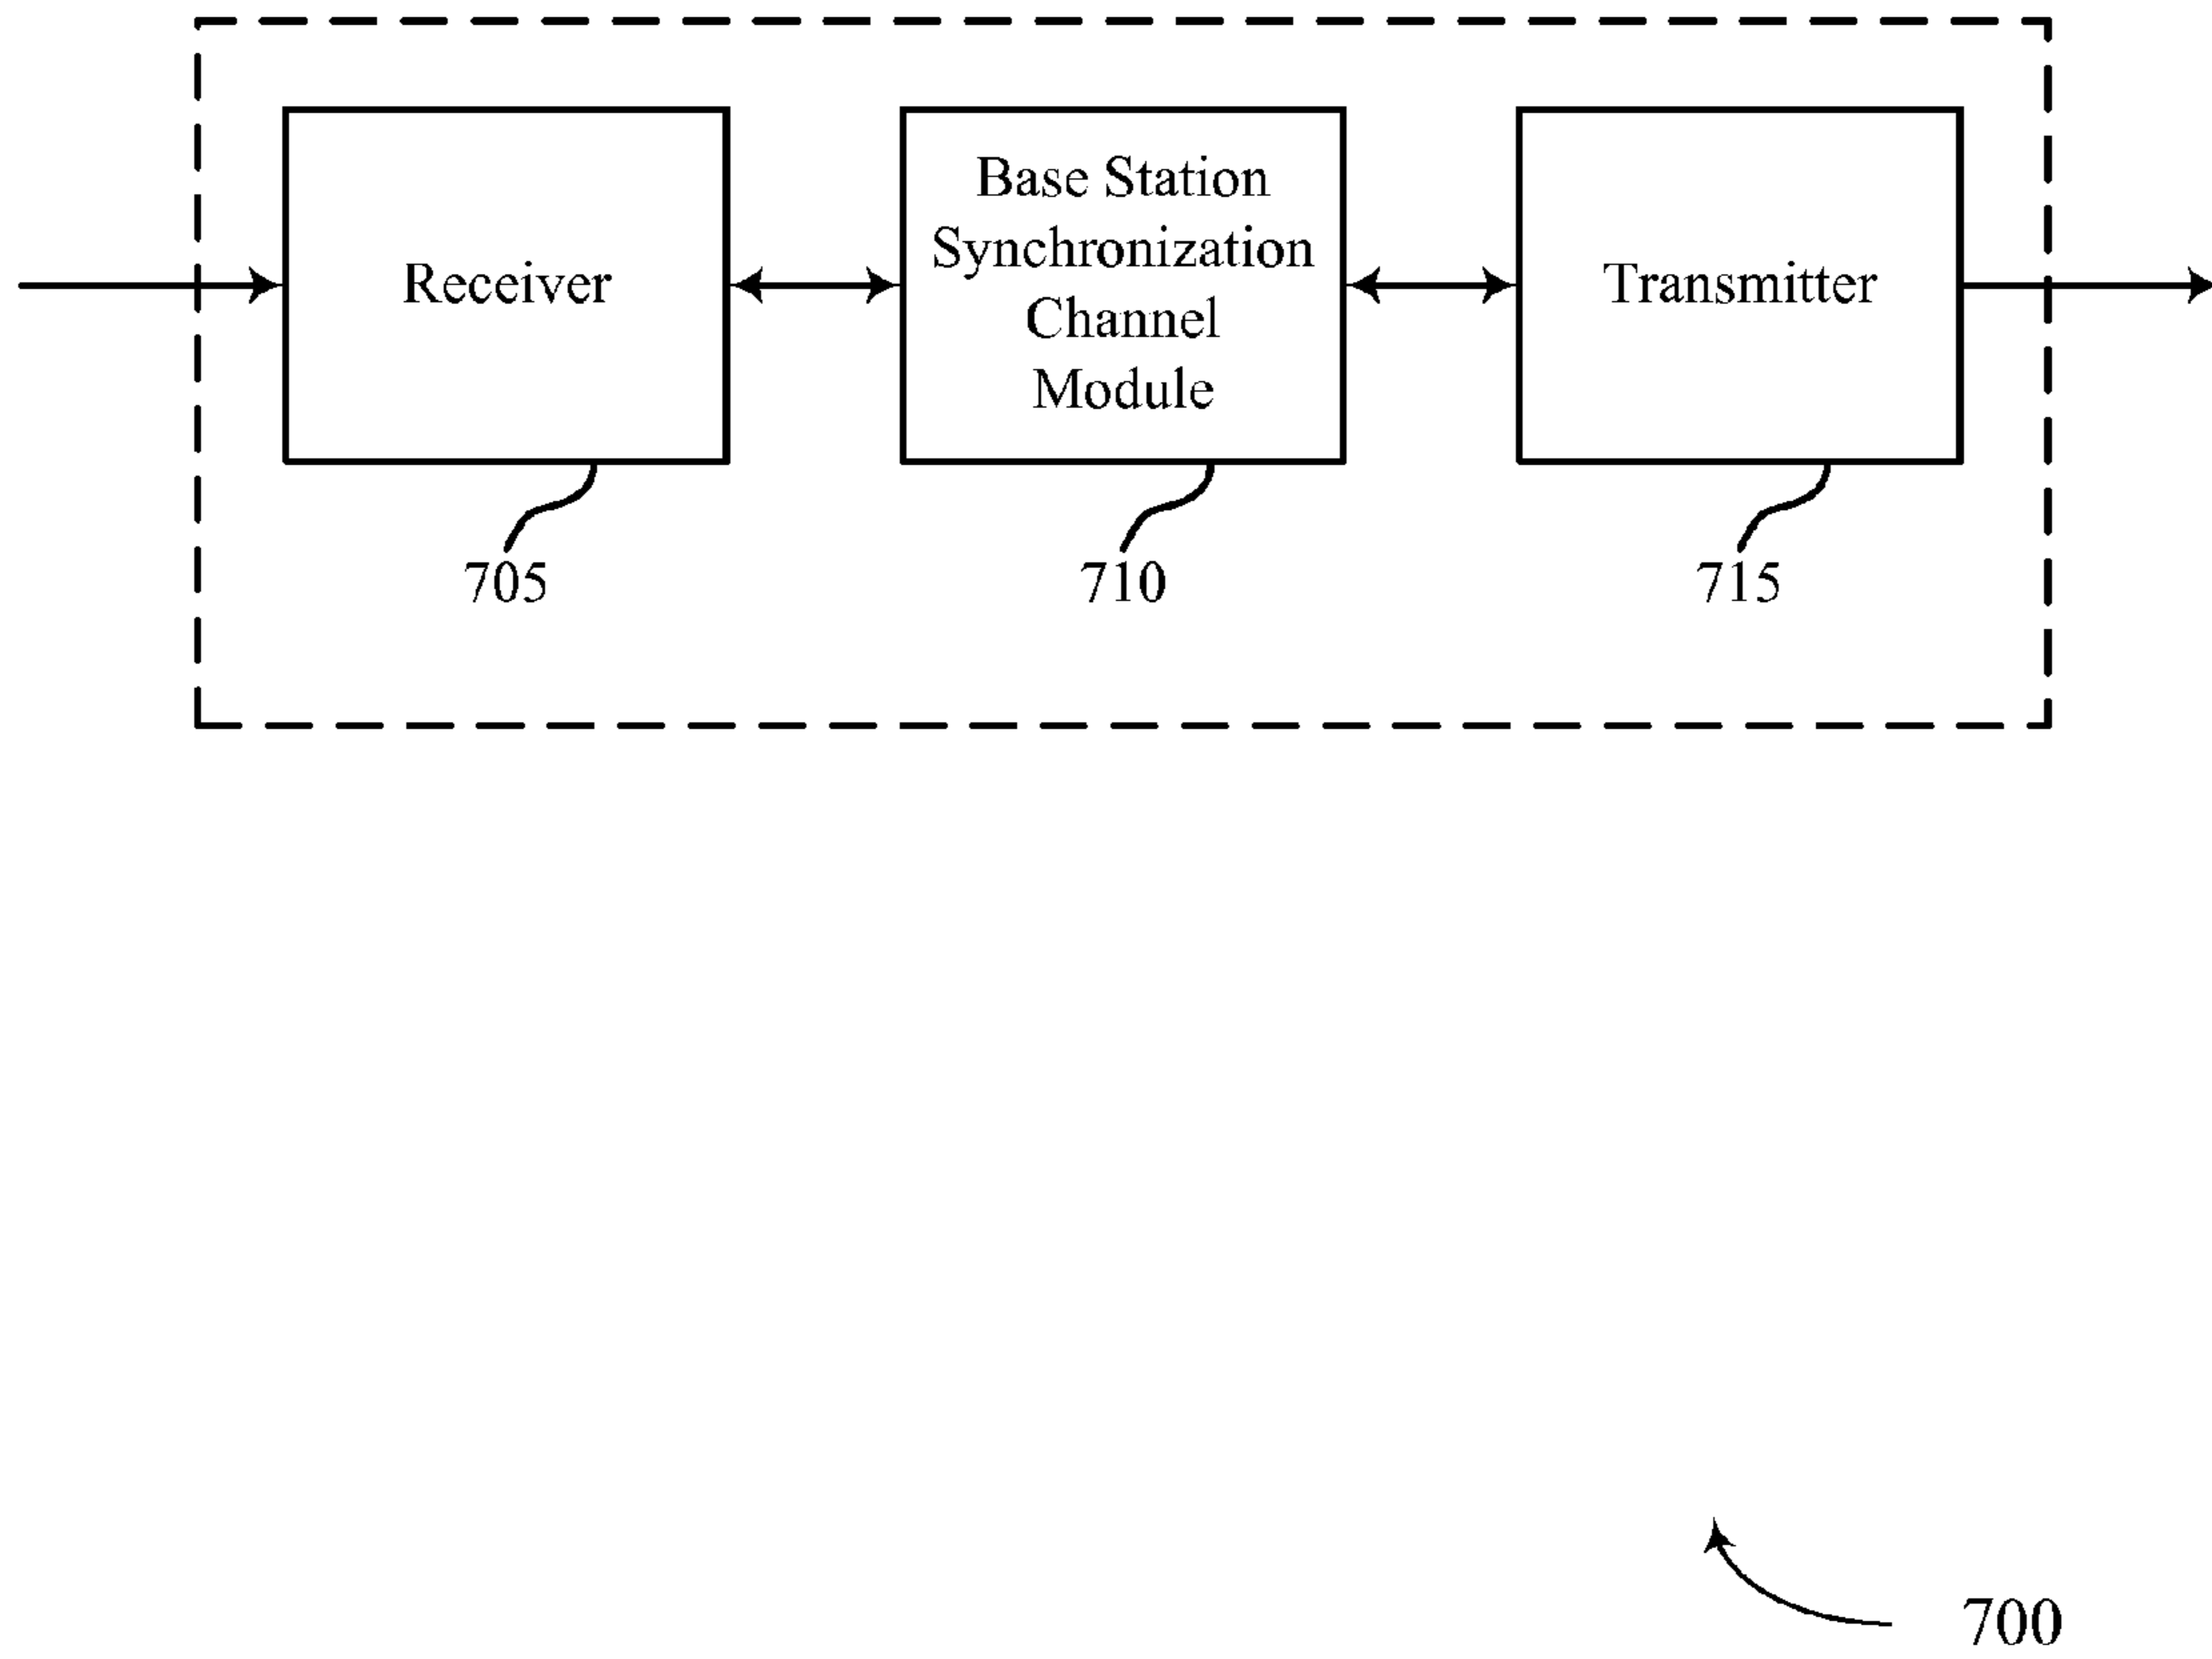 Receiver
Base Station
Synchronization
Channel
Module
Transmitter
705
710
715
700